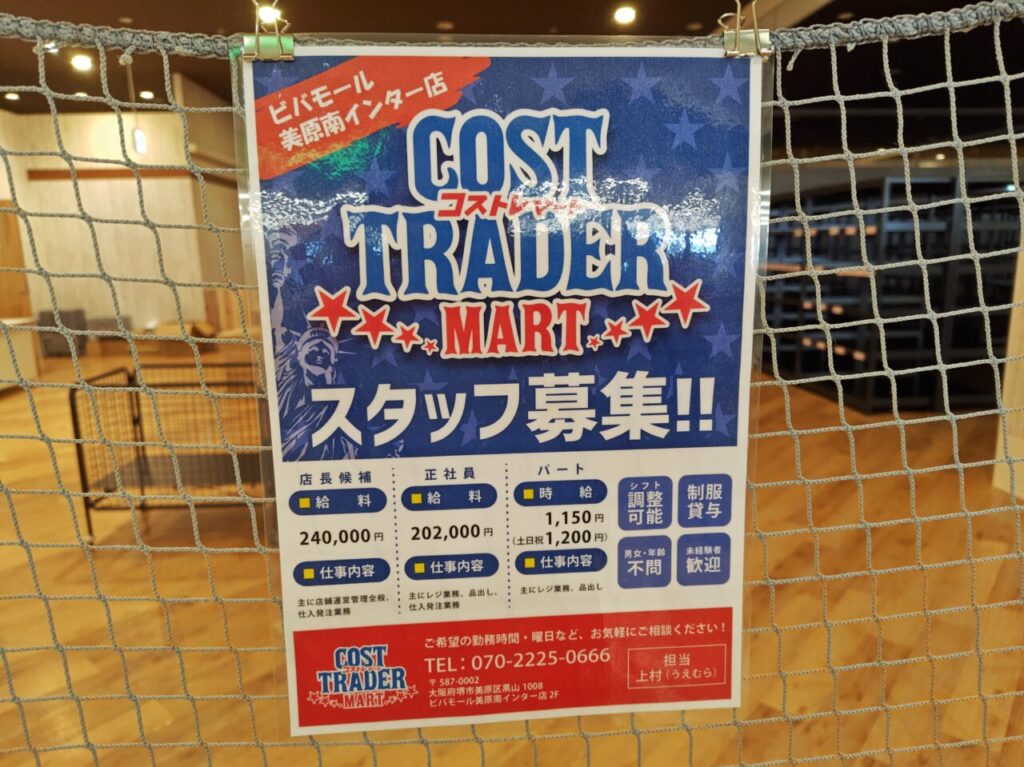 ビバモール
美原南インター店
COST
コストレマート
TRADER
MART
スタッフ募集!!
店長候補
給料
240,000円
仕事内容
主に店舗運営管理全般、
仕入発注業務
正社員
給料
202,000円
仕事内容
主にレジ業務、品出し、
仕入発注業務
パート
時給
1,150円
(土日祝1,200円)
仕事内容
主にレジ業務、品出し
シフト
調整
可能
制服
貸与
男女・年齢
不問
未経験者
歓迎
COST
コストレマート
TRADER
MART
ご希望の勤務時間・曜日など、お気軽にご相談ください!
TEL:070-2225-0666
〒587-0002
大阪府堺市美原区黒山 1008
ビバモール美原南インター店 2F
担当
上村(うえむら)